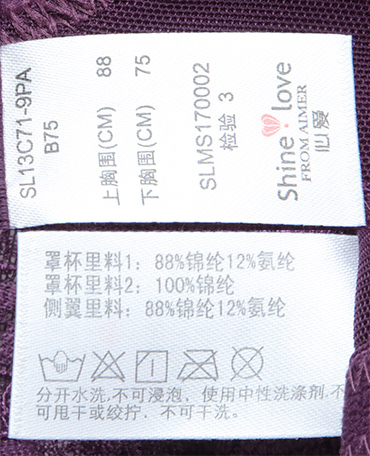 SL13C71-9PA
B75
上胸围(CM) 88
下胸围(CM) 75
SLMS170002
检验 3
Shine love
FROM AIMER
心爱
罩杯里料1: 88%锦纶12%氨纶
罩杯里料2: 100%锦纶
侧翼里料: 88%锦纶12%氨纶
分开水洗.不可浸泡, 使用中性洗涤剂.不
可甩干或绞拧.不可干洗.